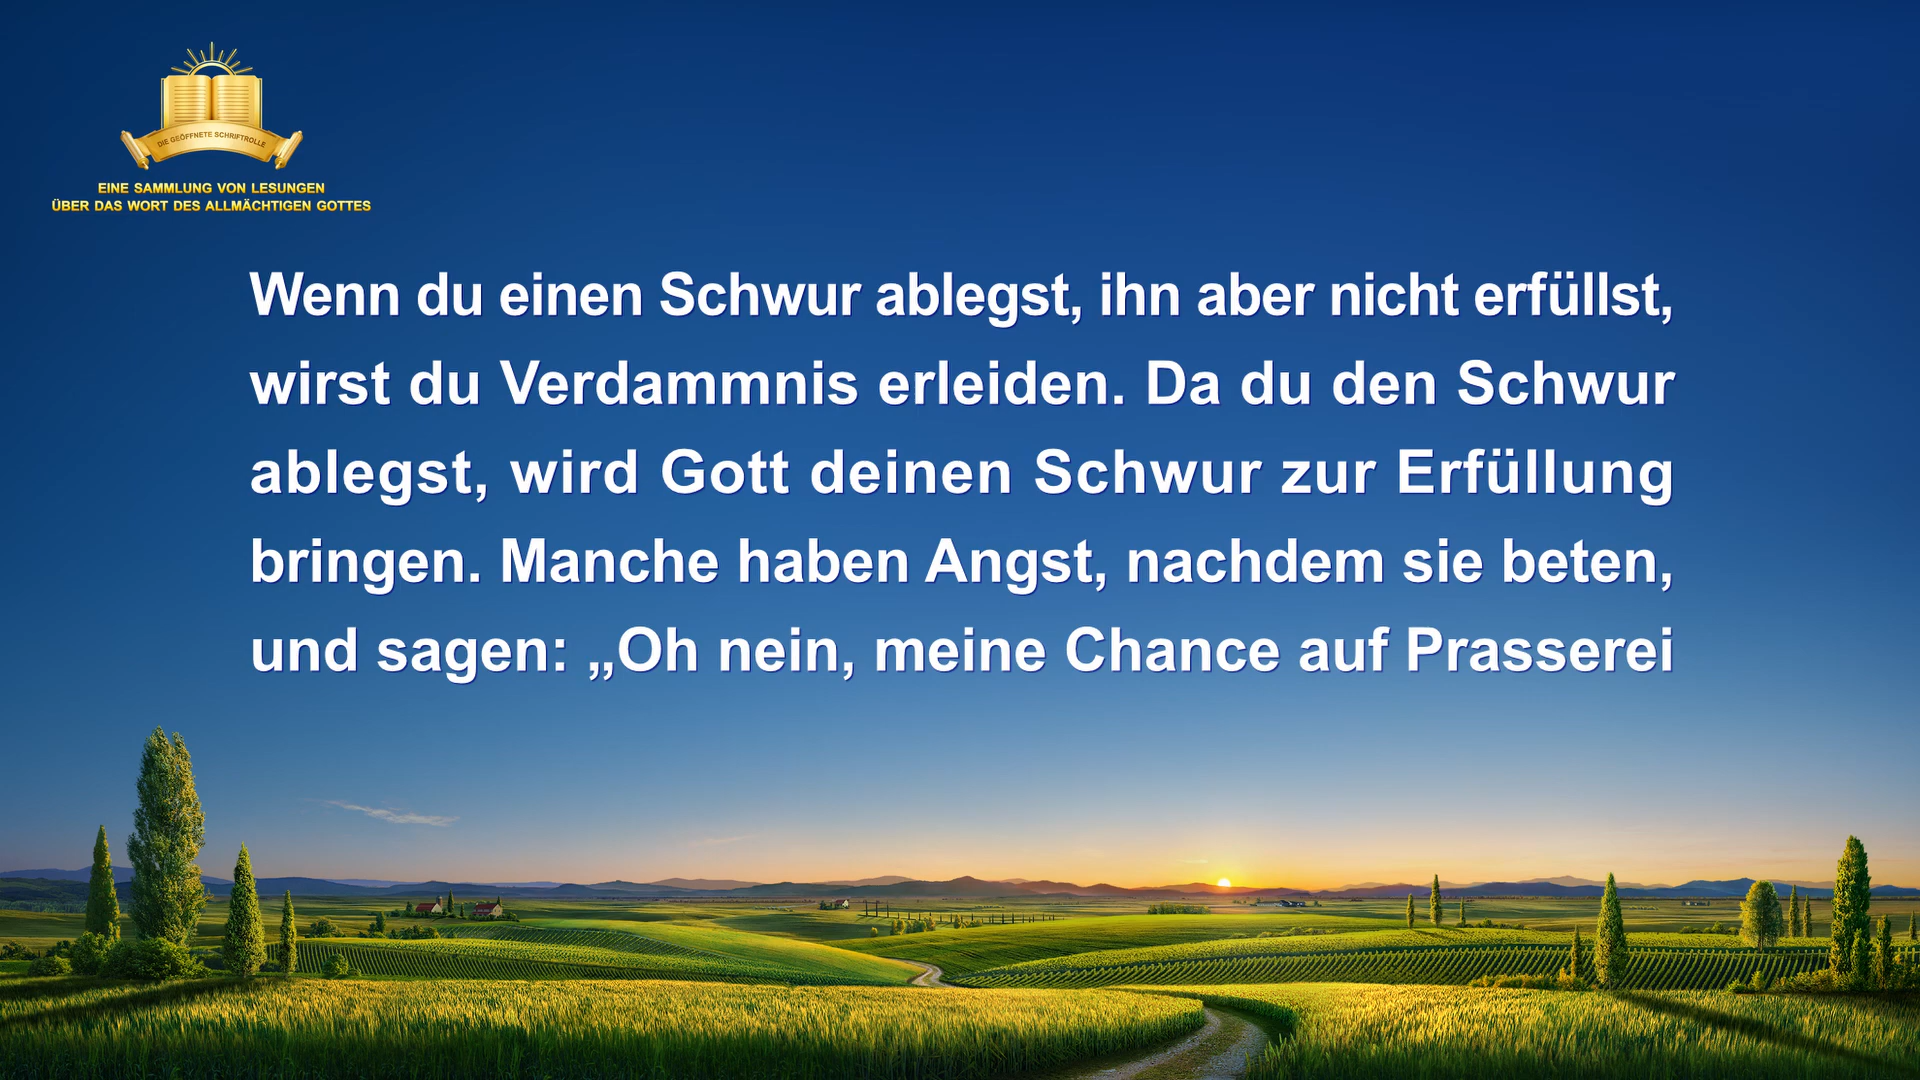 DIE GEÖFFNETE SCHRIFTROLLE
EINE SAMMLUNG VON LESUNGEN
ÜBER DAS WORT DES ALLMÄCHTIGEN GOTTES
Wenn du einen Schwur ablegst, ihn aber nicht erfüllst,
wirst du Verdammnis erleiden. Da du den Schwur
ablegst, wird Gott deinen Schwur zur Erfüllung
bringen. Manche haben Angst, nachdem sie beten,
und sagen: „Oh nein, meine Chance auf Prasserei